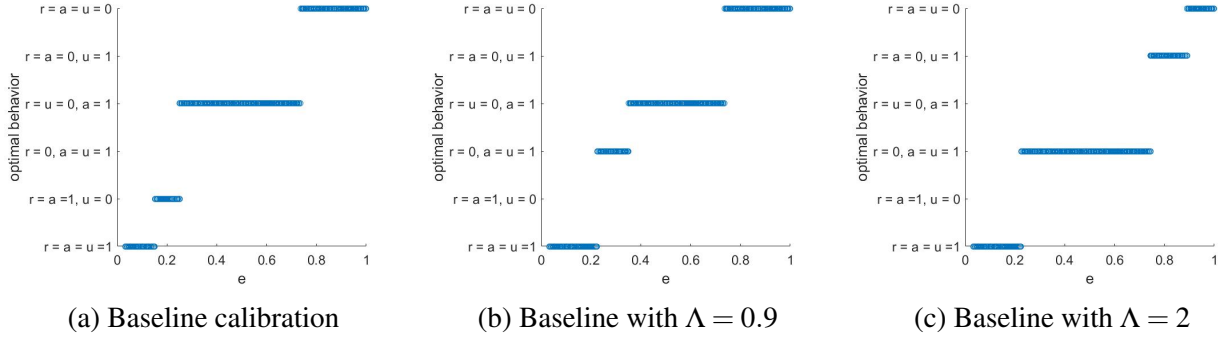 r = a = u = 0
r = a = 0, u = 1
r = u = 0, a = 1
r = 0, a = u = 1
r = a =1, u = 0
r = a = u =1
optimal behavior
0 0.2 0.4 0.6 0.8 1
e
(a) Baseline calibration
r = a = u = 0
r = a = 0, u = 1
r = u = 0, a = 1
r = 0, a = u = 1
r = a =1, u = 0
r = a = u =1
optimal behavior
0 0.2 0.4 0.6 0.8 1
e
(b) Baseline with Λ = 0.9
r = a = u = 0
r = a = 0, u = 1
r = u = 0, a = 1
r = 0, a = u = 1
r = a =1, u = 0
r = a = u =1
optimal behavior
0 0.2 0.4 0.6 0.8 1
e
(c) Baseline with Λ = 2